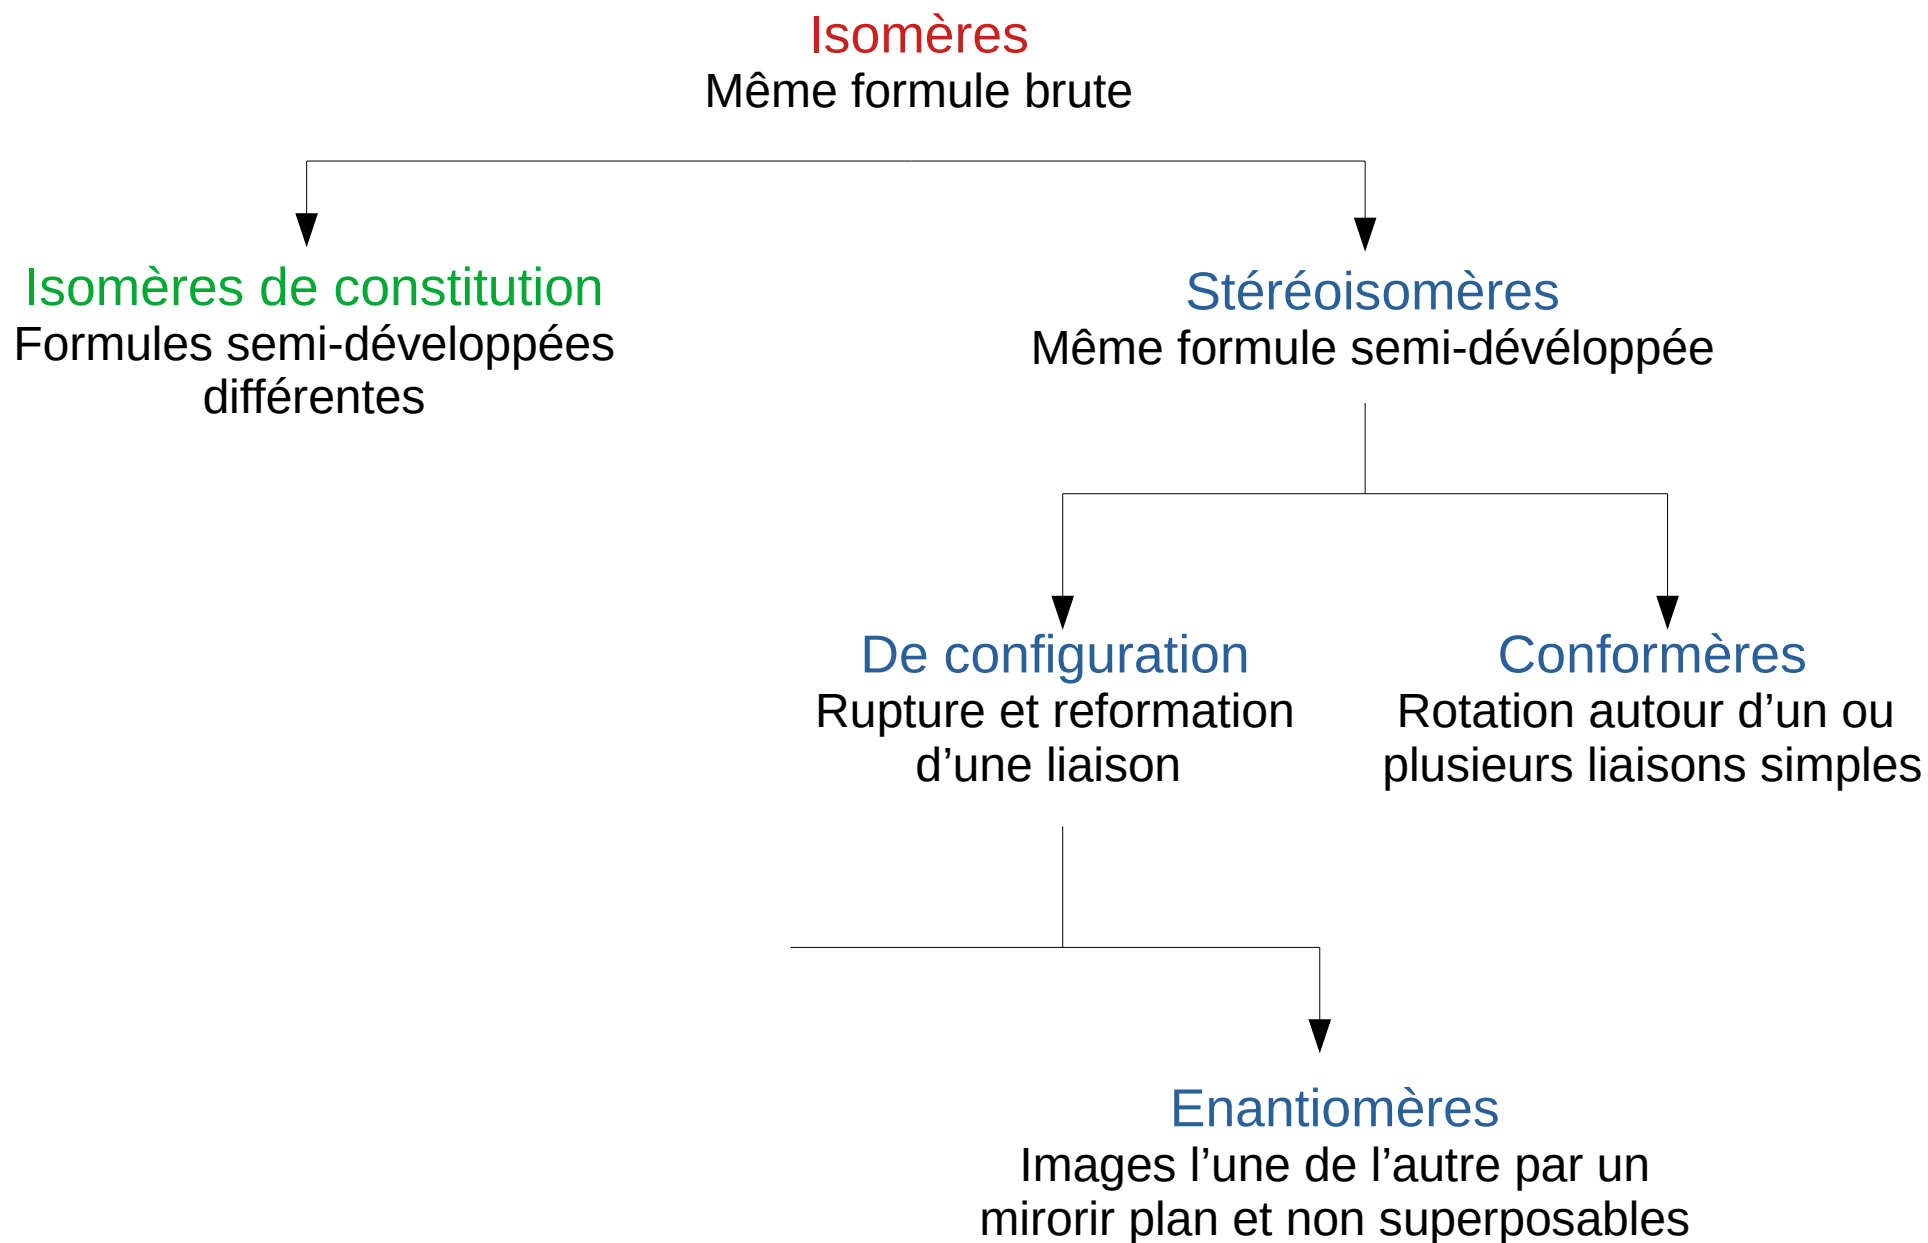 Isomères
Même formule brute
Isomères de constitution
Formules semi-développées
différentes
Stéréoisomères
Même formule semi-dévéloppée
De configuration
Rupture et reformation
d’une liaison
Conformères
Rotation autour d’un ou
plusieurs liaisons simples
Enantiomères
Images l’une de l’autre par un
mirorir plan et non superposables